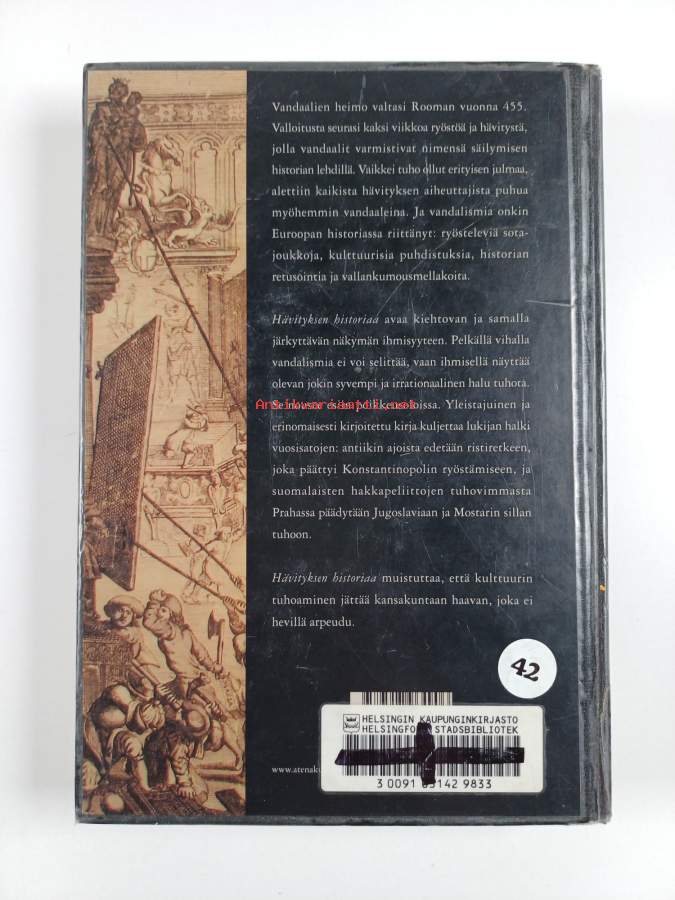 Vandaalien heimo valtasi Rooman vuonna 455.
Valloitusta seurasi kaksi viikkoa ryöstöä ja hävitystä,
jolla vandaalit varmistivat nimensä säilymisen
historian lehdillä. Vaikkei tuho ollut erityisen julmaa,
alettiin kaikista hävityksen aiheuttajista puhua
myöhemmin vandaaleina. Ja vandalismia onkin
Euroopan historiassa riittänyt: ryösteleviä sota-
joukkoja, kulttuurisia puhdistuksia, historian
retusointia ja vallankumousmellakoita.
Hävityksen historiaa avaa kiehtovan ja samalla
järkyttävän näkymän ihmisyyteen. Pelkällä vihalla
vandalismia ei voi selittää, vaan ihmisellä näyttää
olevan jokin syvempi ja irrationaalinen halu tuhota.
Antikvariaatti.net
erinomaisesti kirjoitettu kirja kuljettaa lukijan halki
vuosisatojen: antiikin ajoista edetään ristiretkeen,
joka päättyi Konstantinopolin ryöstämiseen, ja
suomalaisten hakkapeliittojen tuhovimmasta
Prahassa päädytään Jugoslaviaan ja Mostarin sillan
tuhoon.
Hävityksen historiaa muistuttaa, että kulttuurin
tuhoaminen jättää kansakuntaan haavan, joka ei
hevillä arpeudu.
42
HELSINGIN KAUPUNGINKIRJASTO
STADSBIBLIOTEK
3 0091 142 9833